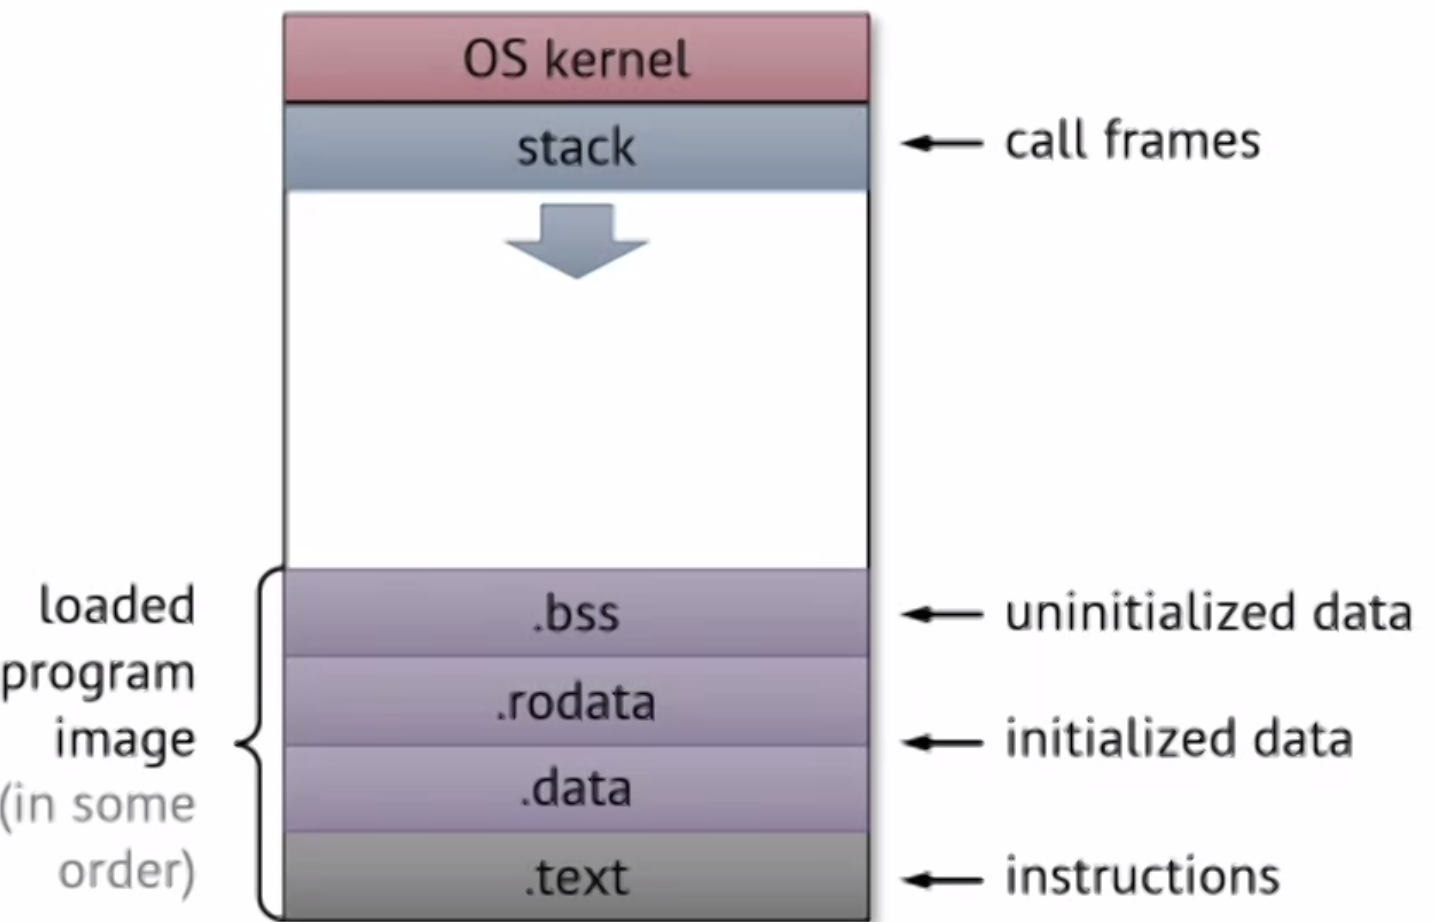 OS kernel
stack
call frames
.bss
uninitialized data
.rodata
initialized data
.data
.text
instructions
loaded
program
image
(in some
order)